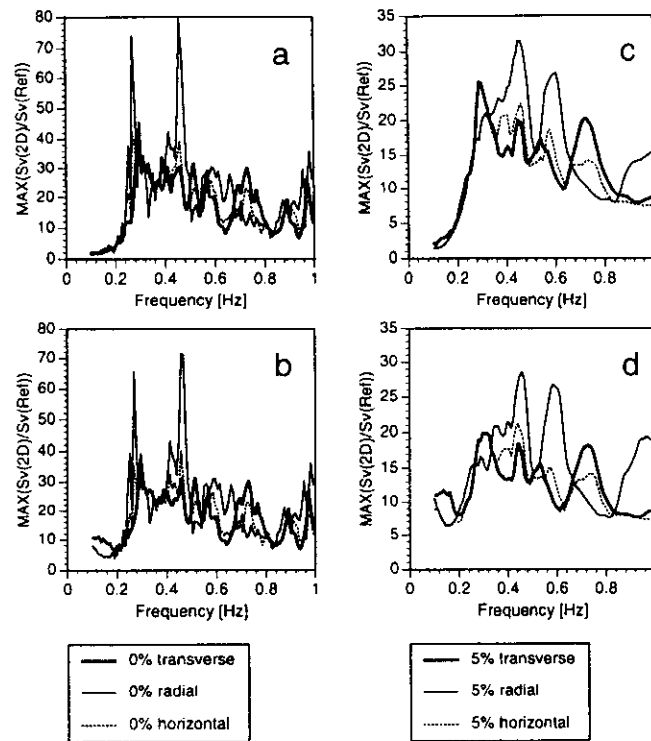 a
MAX(Sv(2D)/Sv(Ref))
80
70
60
50
40
30
20
10
0
0 0.2 0.4 0.6 0.8 1
Frequency [Hz]
c
MAX(Sv(2D)/Sv(Ref))
35
30
25
20
15
10
5
0
0 0.2 0.4 0.6 0.8
Frequency [Hz]
b
MAX(Sv(2D)/Sv(Ref))
80
70
60
50
40
30
20
10
0
0 0.2 0.4 0.6 0.8 1
Frequency [Hz]
d
MAX(Sv(2D)/Sv(Ref))
35
30
25
20
15
10
5
0
0 0.2 0.4 0.6 0.8
Frequency [Hz]
0% transverse
0% radial
0% horizontal
5% transverse
5% radial
5% horizontal